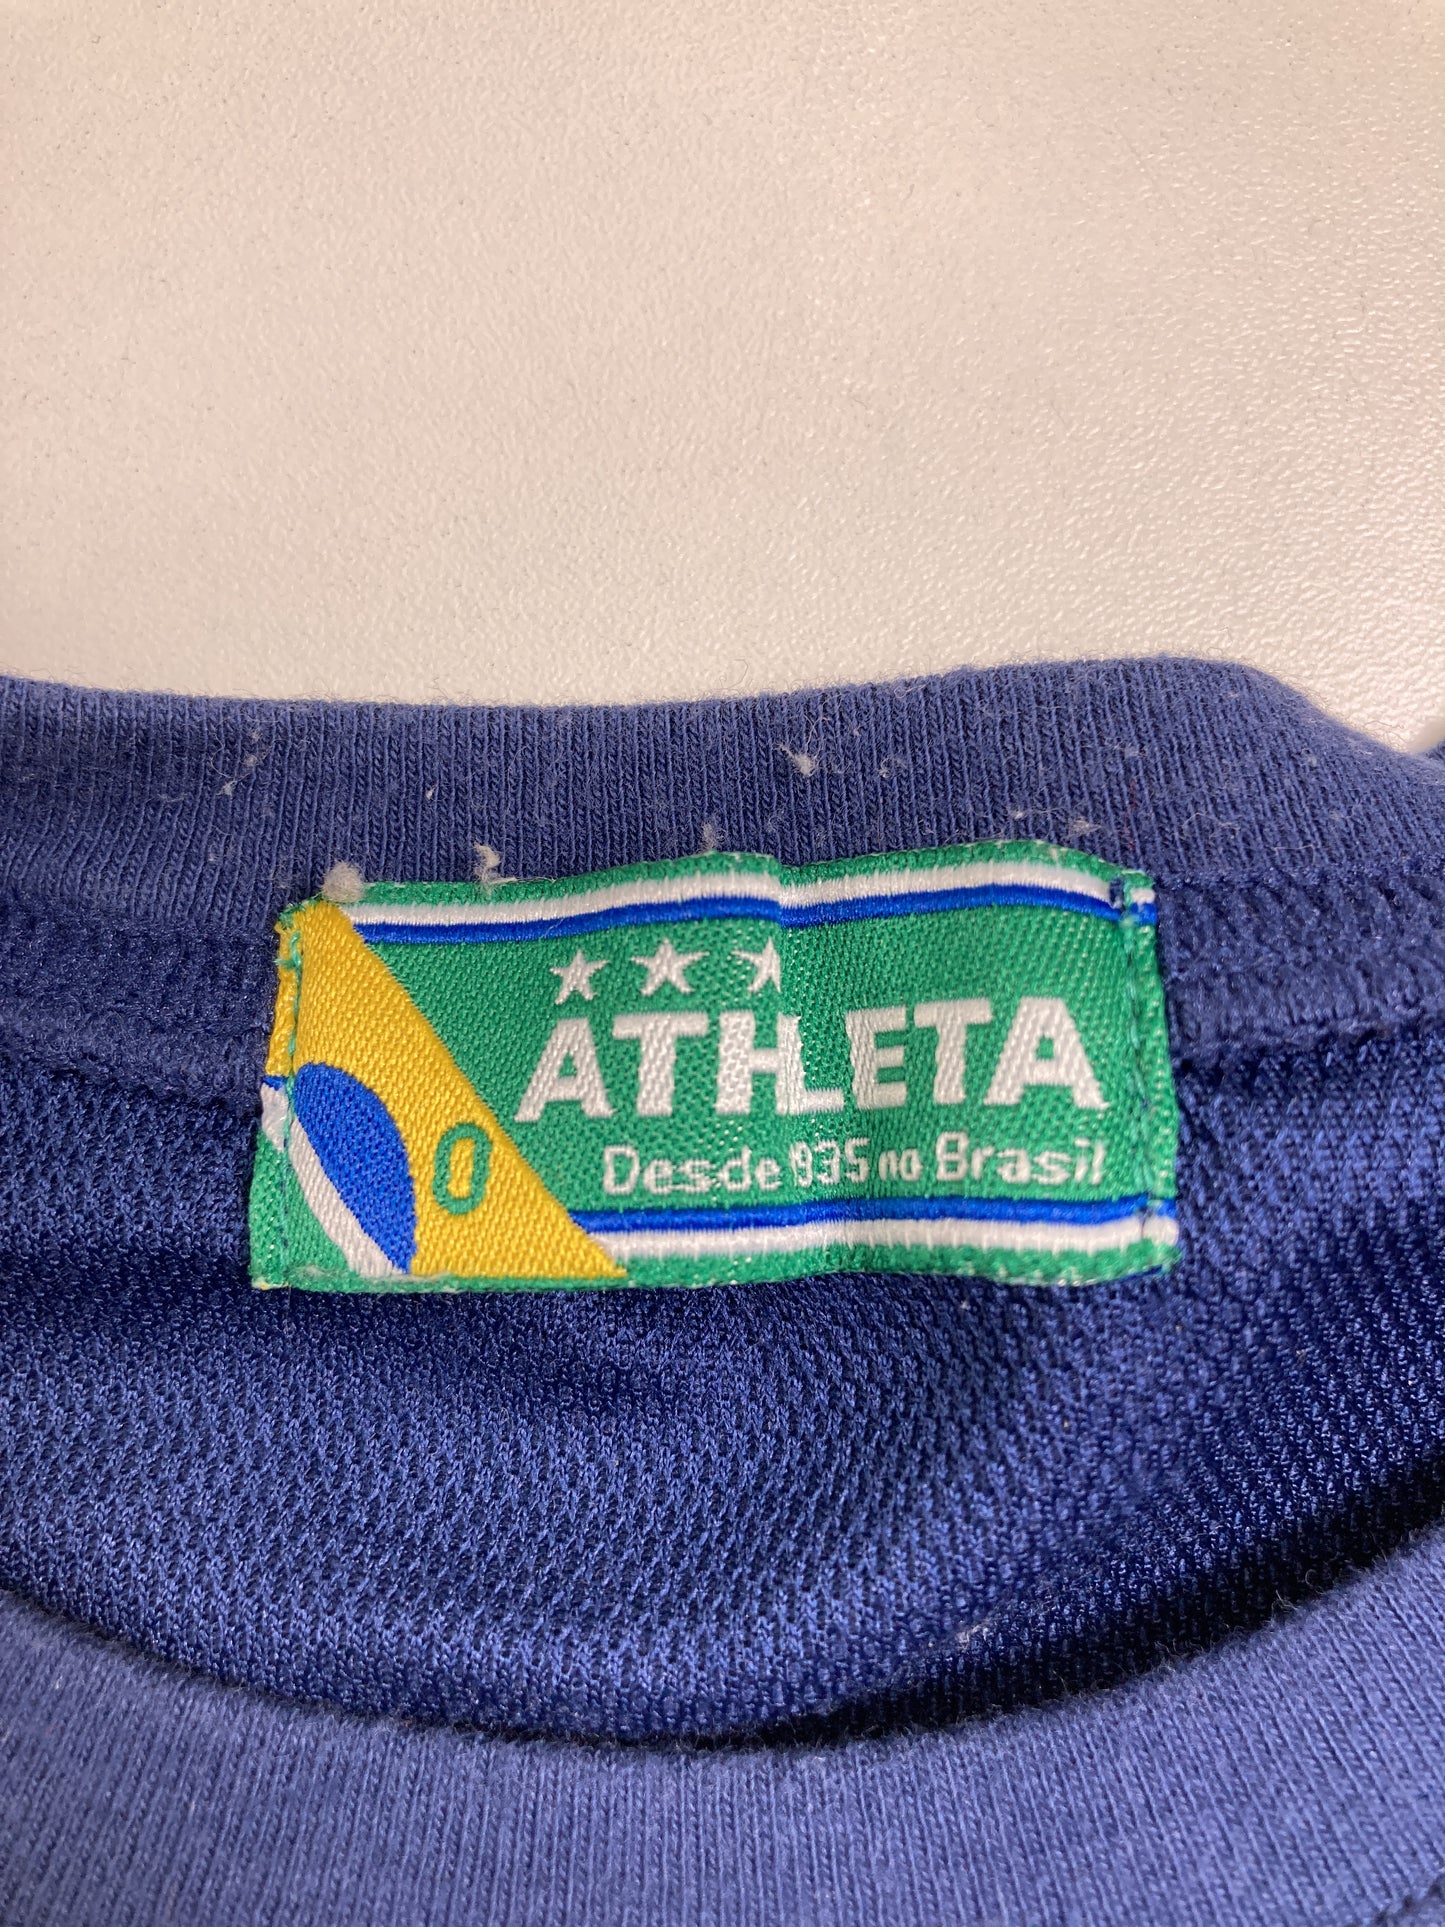 ATHLETA
Desde 1935 no Brasil
O